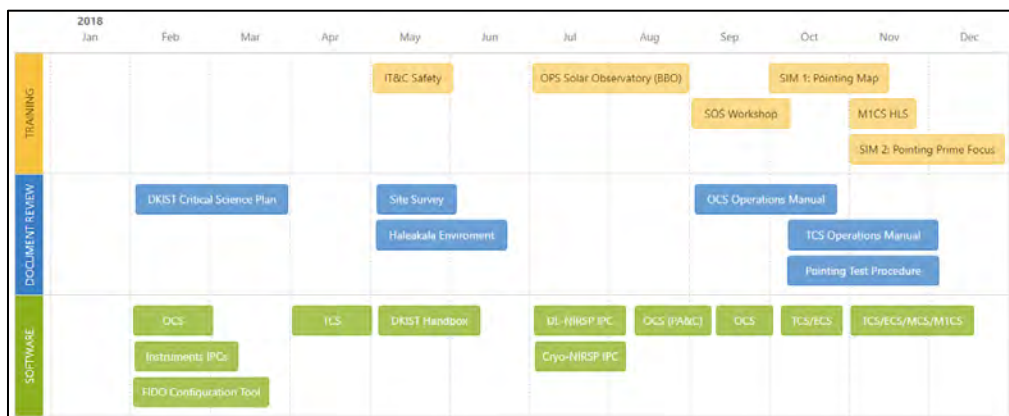 2018
Jan Feb Mar Apr May Jun Jul Aug Sep Oct Nov Dec
TRAINING
IT&C Safety OPS Solar Observatory (BBO) SIM 1: Pointing Map
SOS Workshop M1CS HLS
SIM 2: Pointing Prime Focus
DOCUMENT REVIEW
DKIST Critical Science Plan Site Survey OCS Operations Manual
Haleakala Enviroment TCS Operations Manual
Pointing Test Procedure
SOFTWARE
OCS TCS DKIST Handbox DL-NIRSP IPC OCS (PA&C) OCS TCS/ECS TCS/ECS/MCS/M1CS
Instruments IPCs Cryo-NIRSP IPC
FIDO Configuration Tool